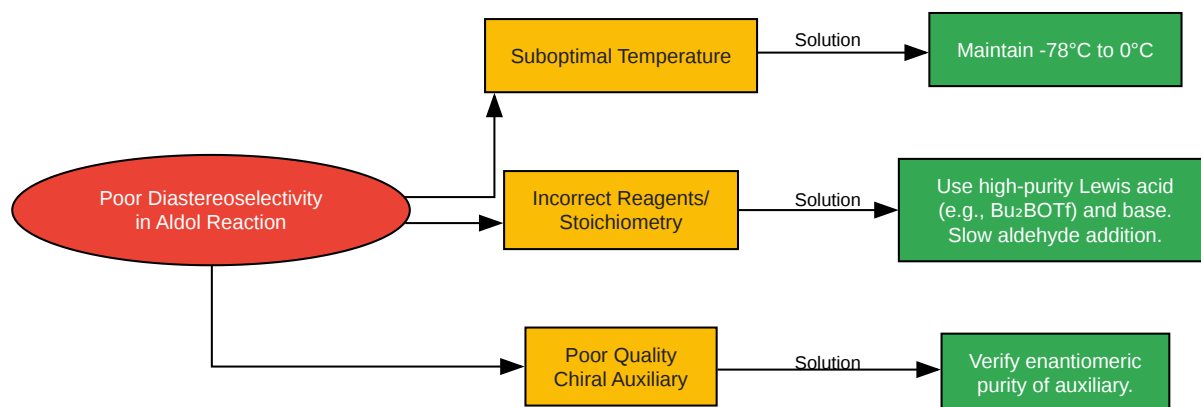 Suboptimal Temperature
Solution
Maintain -78°C to 0°C
Poor Diastereoselectivity
in Aldol Reaction
Incorrect Reagents/
Stoichiometry
Solution
Use high-purity Lewis acid
(e.g., Bu₂BOTf) and base.
Slow aldehyde addition.
Poor Quality
Chiral Auxiliary
Solution
Verify enantiomeric
purity of auxiliary.